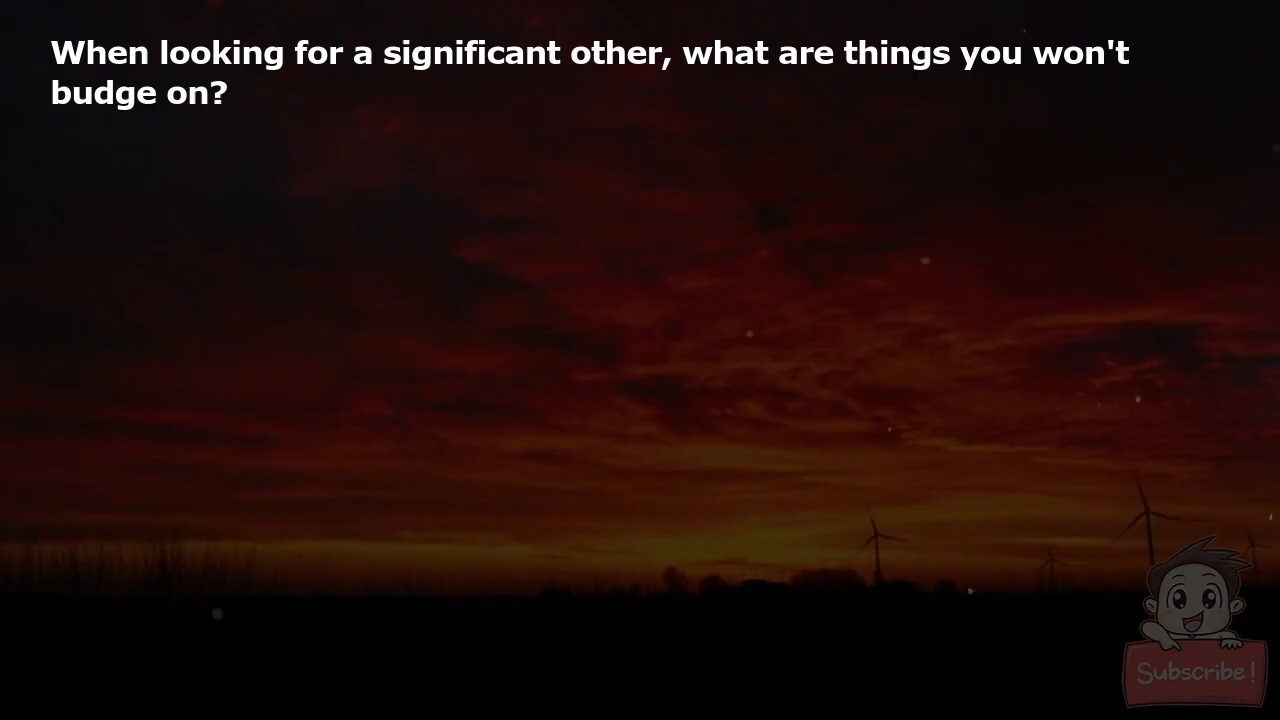 When looking for a significant other, what are things you won't
budge on?
Subscribe!